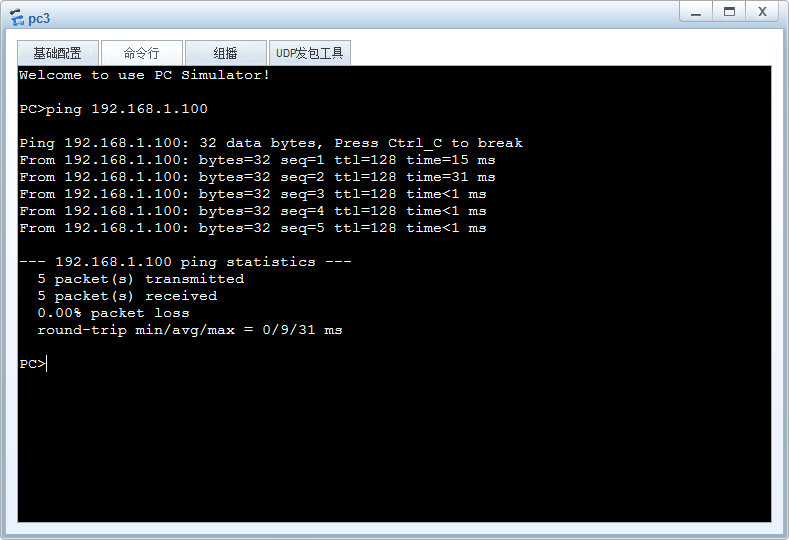 pc3
基础配置 命令行 组播 UDP发包工具
Welcome to use PC Simulator!
PC>ping 192.168.1.100
Ping 192.168.1.100: 32 data bytes, Press Ctrl_C to break
From 192.168.1.100: bytes=32 seq=1 ttl=128 time=15 ms
From 192.168.1.100: bytes=32 seq=2 ttl=128 time=31 ms
From 192.168.1.100: bytes=32 seq=3 ttl=128 time<1 ms
From 192.168.1.100: bytes=32 seq=4 ttl=128 time<1 ms
From 192.168.1.100: bytes=32 seq=5 ttl=128 time<1 ms
--- 192.168.1.100 ping statistics ---
5 packet(s) transmitted
5 packet(s) received
0.00% packet loss
round-trip min/avg/max = 0/9/31 ms
PC>